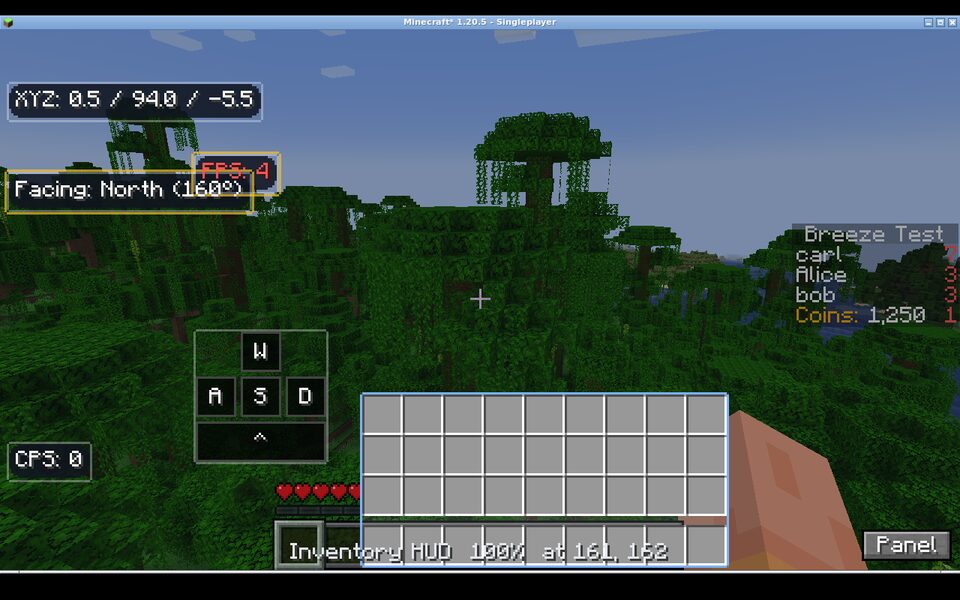 Minecraft* 1.20.5 - Singleplayer
XYZ: 0.5 / 94.0 / -5.5
FPS: 4
Facing: North (160°)
Breeze Test
carl 7
Alice 3
bob 3
Coins: 1,250 1
W
A S D
^
CPS: 0
Inventory HUD 100% at 161, 162
Panel